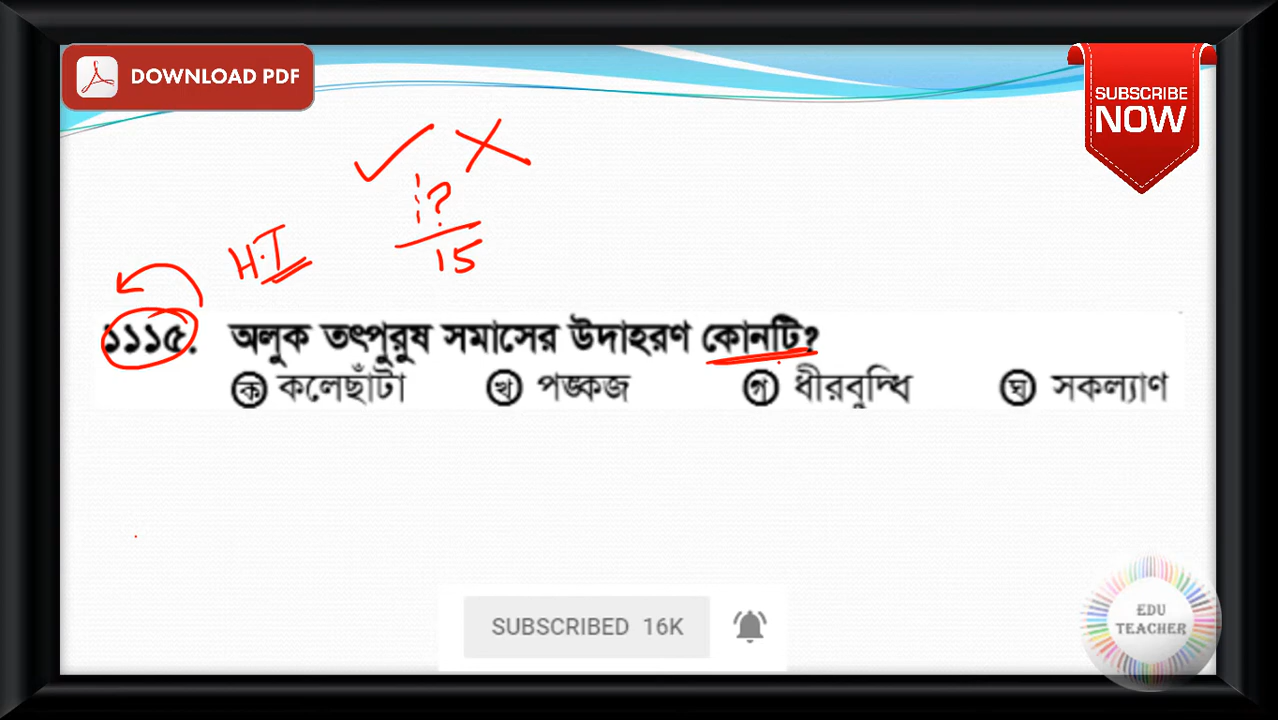 DOWNLOAD PDF
SUBSCRIBE
NOW
?
15
H.I
১১১৫. অলুক তৎপুরুষ সমাসের উদাহরণ কোনটি?
ক কলেছাঁটা খ পঙ্কজ গ ধীরবুদ্ধি ঘ সকল্যাণ
SUBSCRIBED 16K
EDU
TEACHER